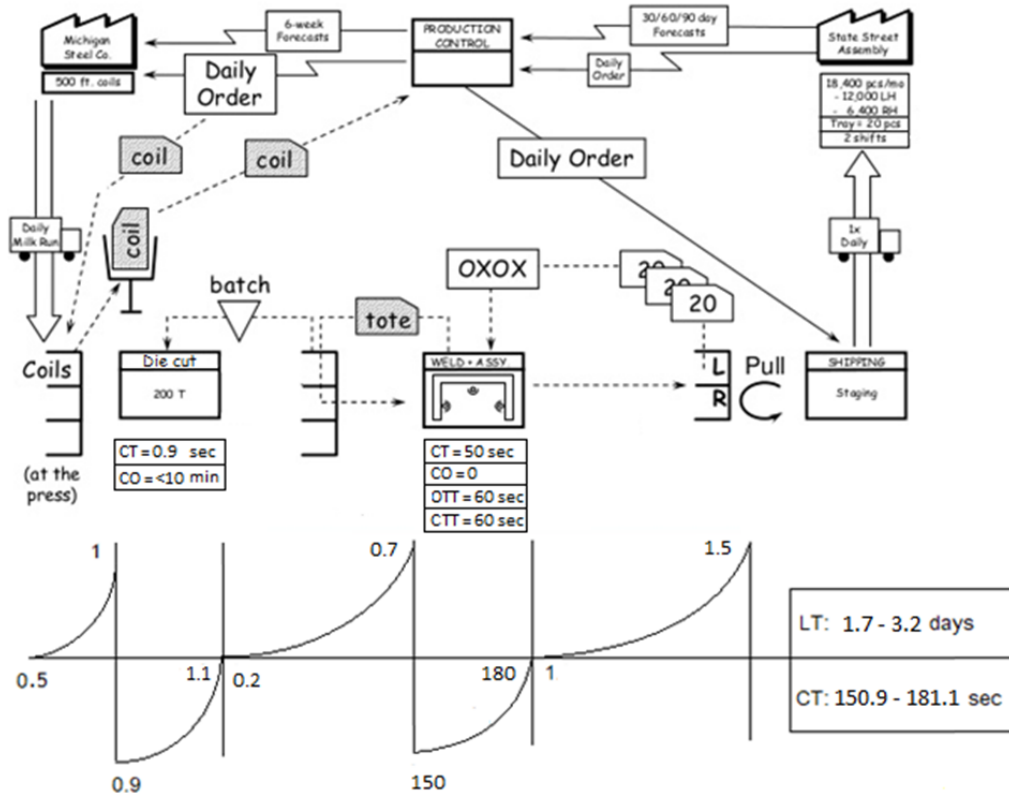 Michigan
Steel Co.
500 ft. coils
6-week
Forecasts
Daily
Order
PRODUCTION
CONTROL
30/60/90 day
Forecasts
Daily
Order
State Street
Assembly
18,400 pcs/mo
- 12,000 LH
- 6,400 RH
Tray = 20 pcs
2 shifts
coil
coil
coil
Daily Order
Daily
Milk Run
1x
Daily
batch
tote
OXOX
20
20
20
Coils
(at the
press)
Die cut
200 T
CT = 0.9 sec
CO = <10 min
WELD + ASSY.
CT = 50 sec
CO = 0
OTT = 60 sec
CTT = 60 sec
L
R
Pull
SHIPPING
Staging
1
0.7
1.5
0.5
1.1
0.2
180
1
0.9
150
LT: 1.7 - 3.2 days
CT: 150.9 - 181.1 sec